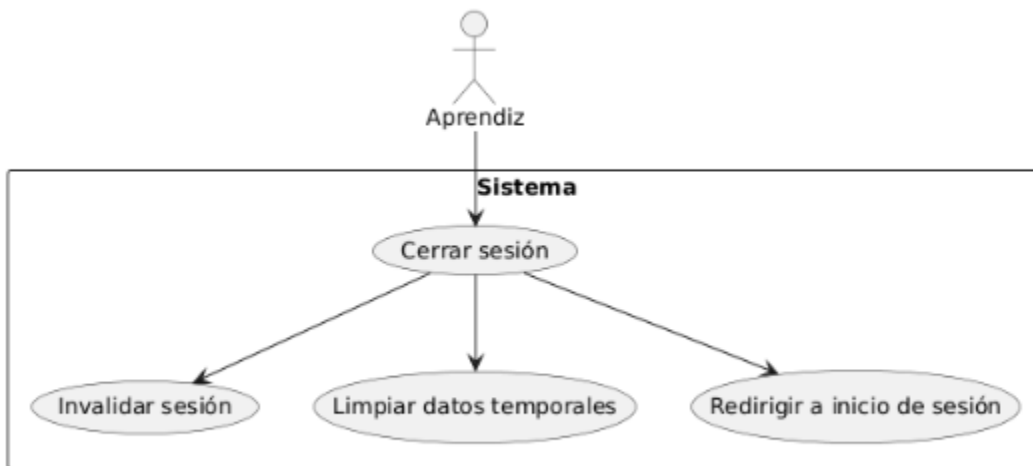 Aprendiz
Sistema
Cerrar sesión
Invalidar sesión
Limpiar datos temporales
Redirigir a inicio de sesión